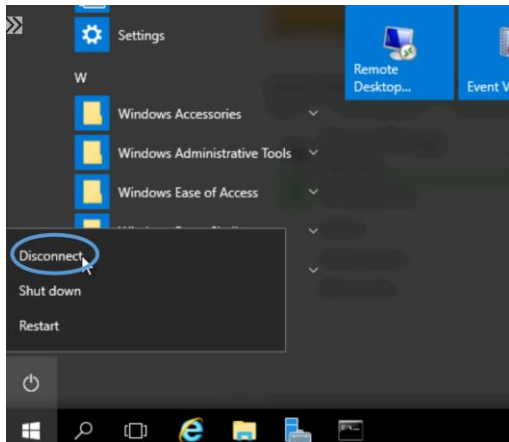 Settings
W
Remote
Desktop...
Event V
Windows Accessories
Windows Administrative Tools
Windows Ease of Access
Disconnect
Shut down
Restart